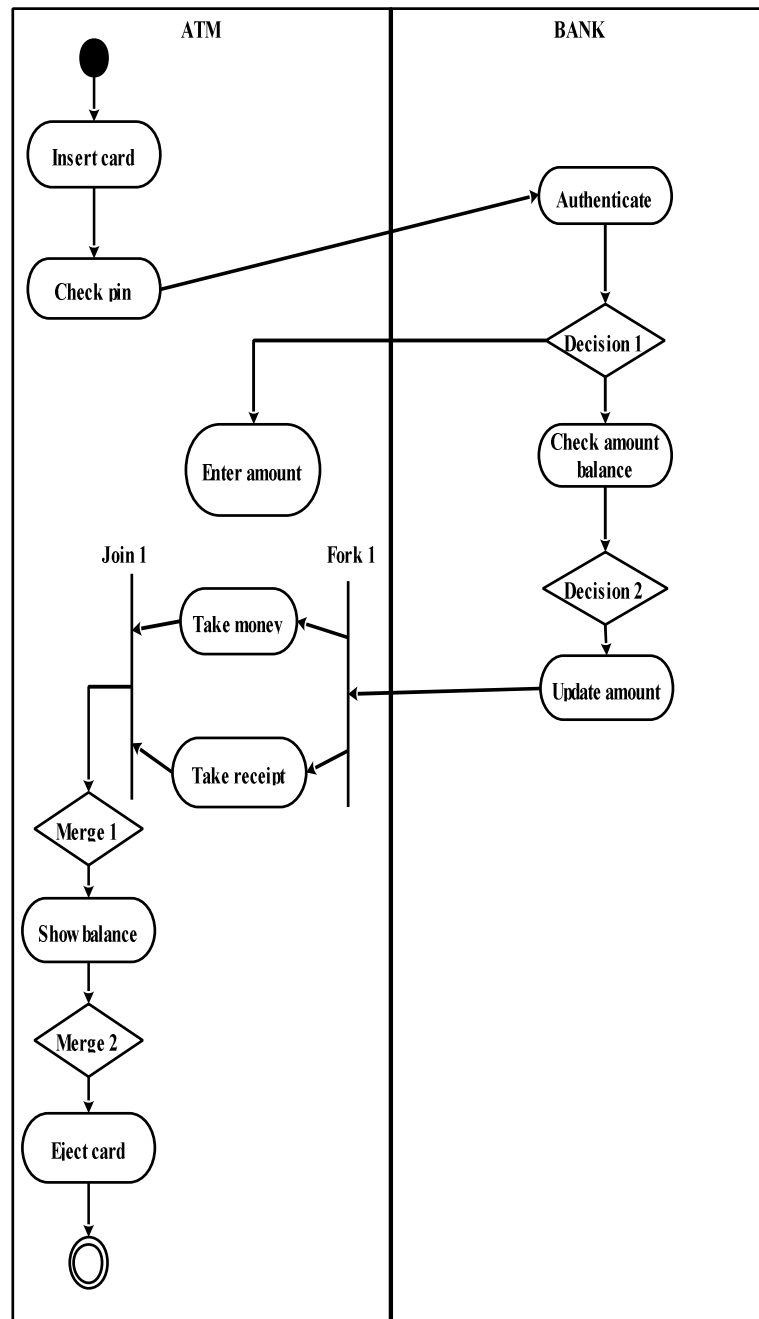 ATM
BANK
Insert card
Authenticate
Check pin
Decision 1
Enter amount
Check amount
balance
Join 1
Fork 1
Take money
Decision 2
Update amount
Take receipt
Merge 1
Show balance
Merge 2
Eject card